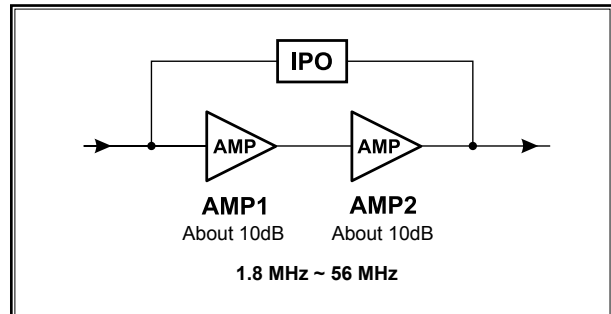 IPO
AMP AMP
AMP1 AMP2
About 10dB About 10dB
1.8 MHz ~ 56 MHz